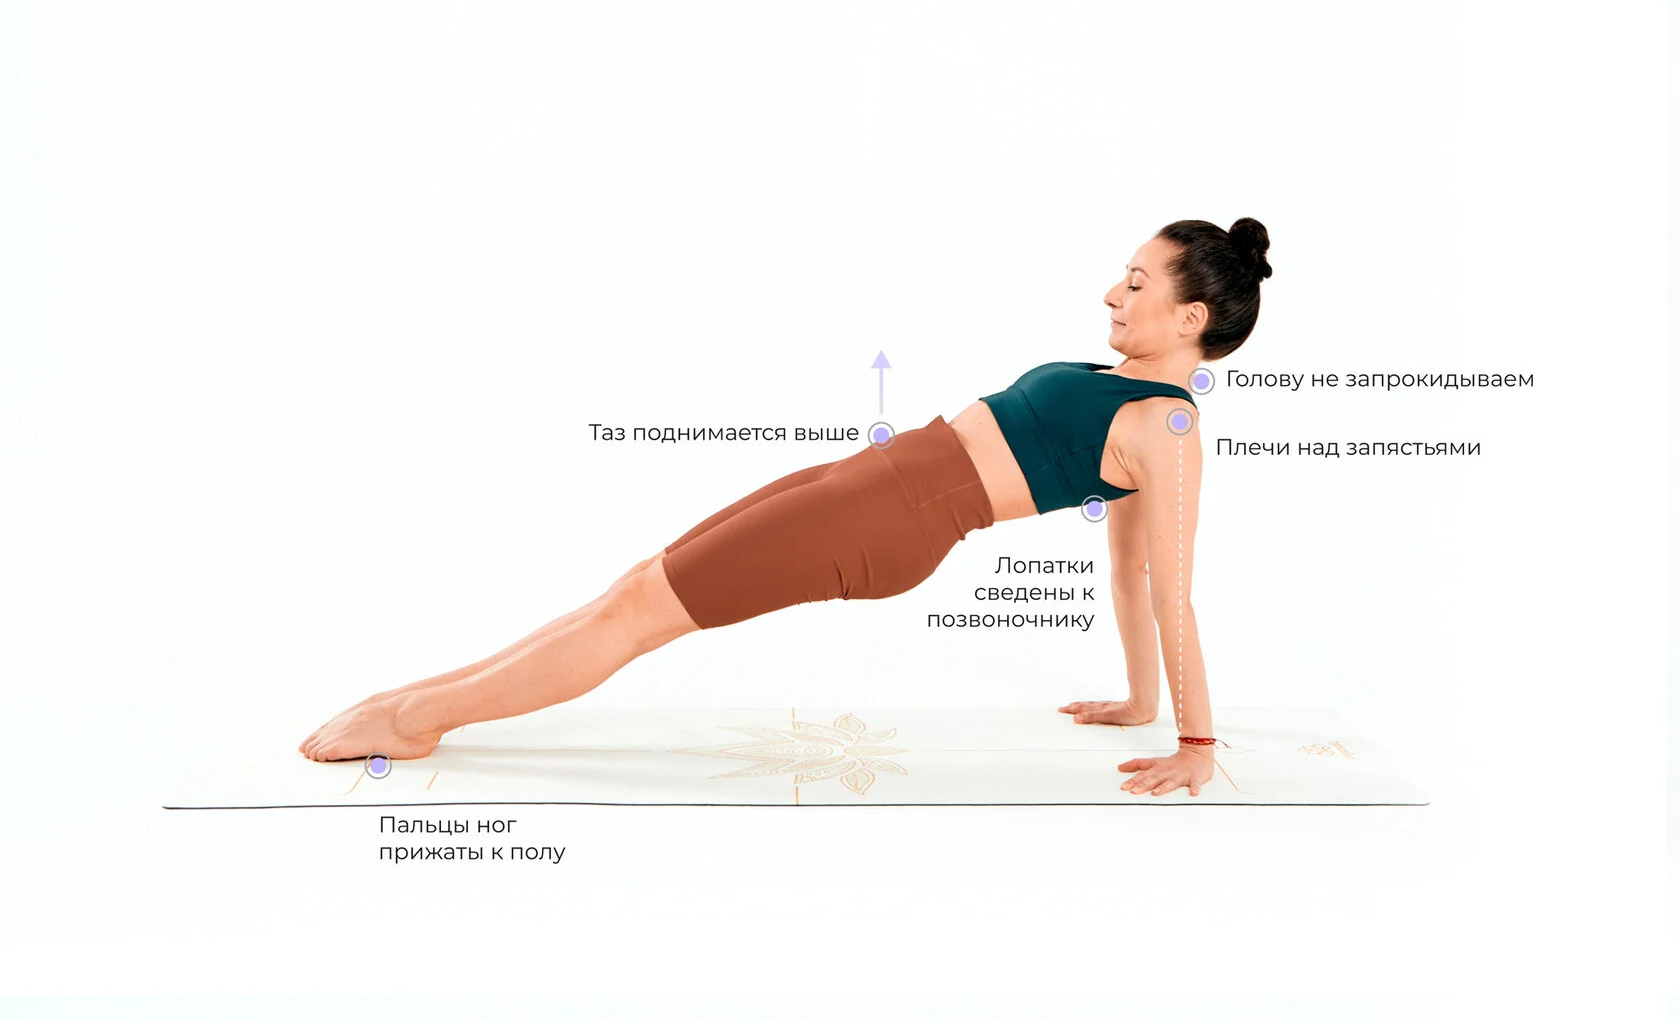 Голову не запрокидываем
Таз поднимается выше
Плечи над запястьями
Лопатки
сведены к
позвоночнику
Пальцы ног
прижаты к полу